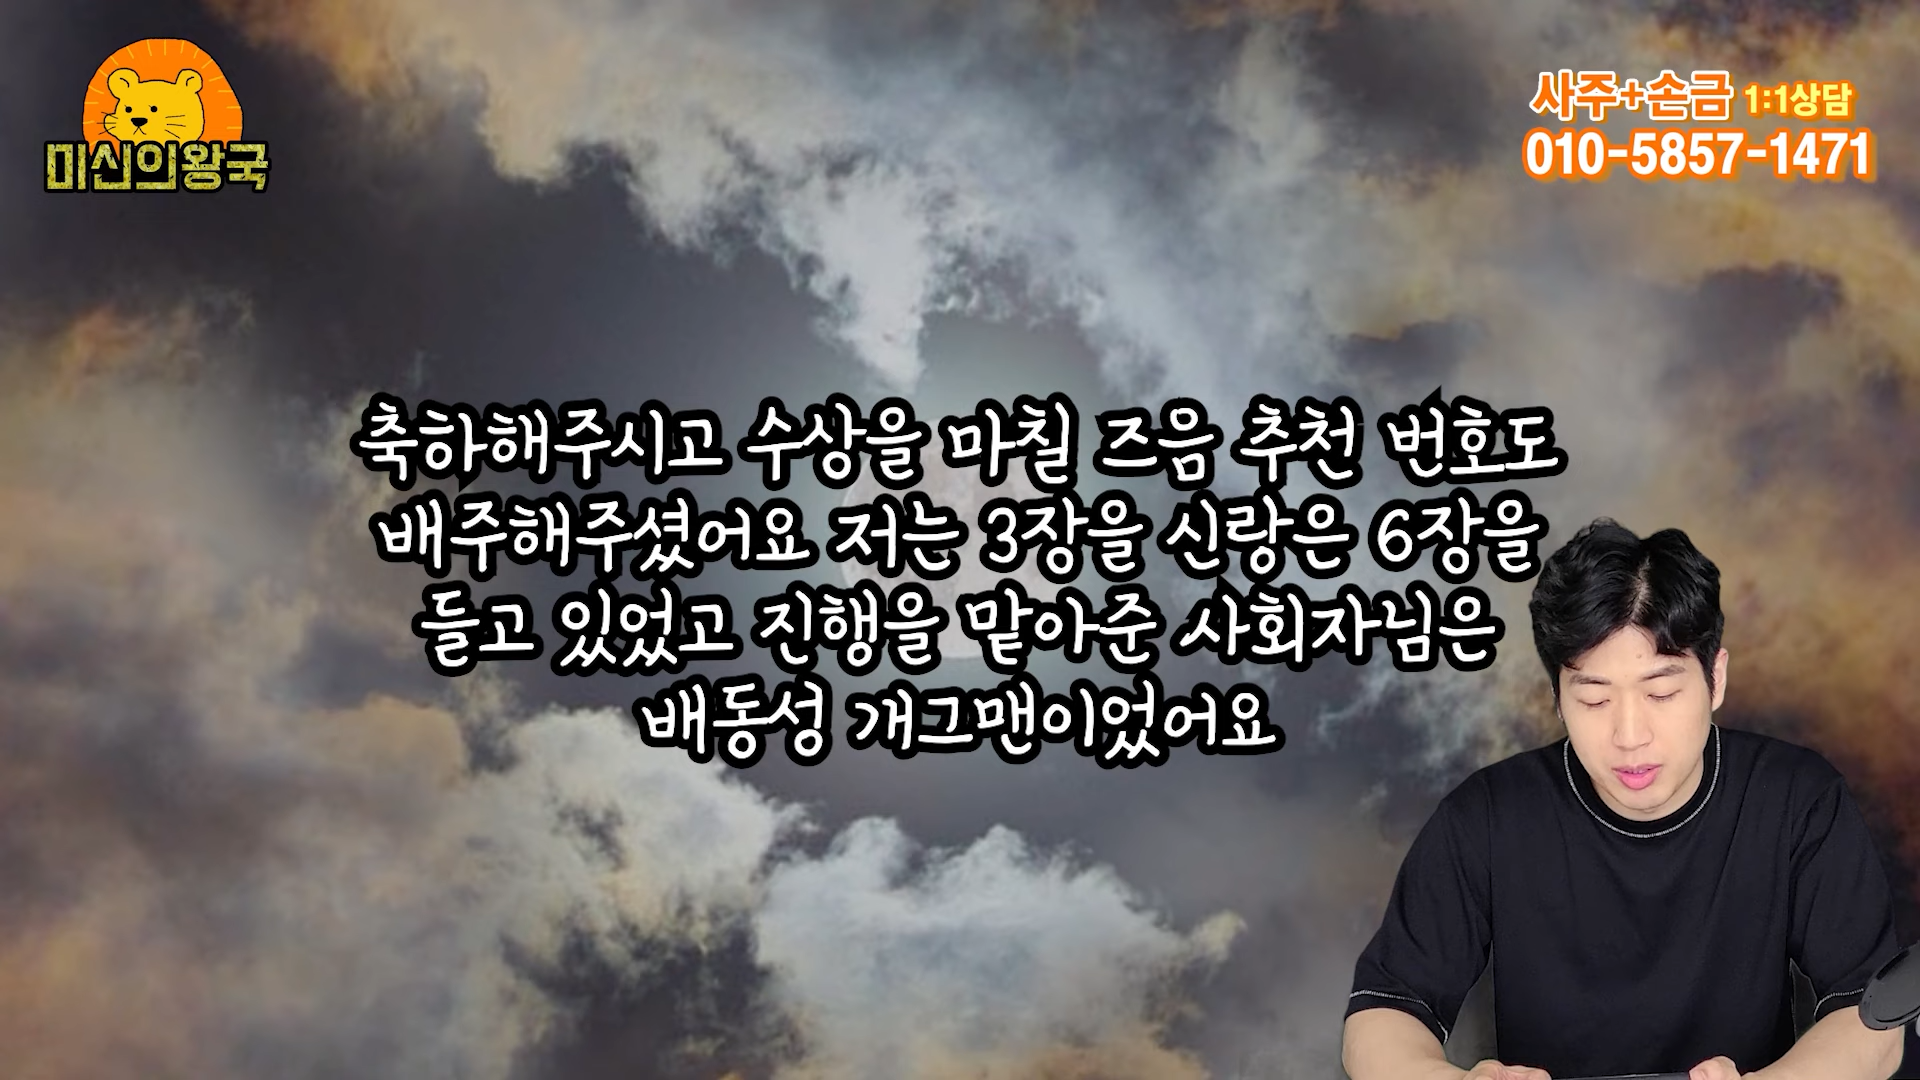 미신의왕국
사주+손금 1:1상담
010-5857-1471
축하해주시고 수상을 마칠 즈음 추천 번호도
배주해주셨어요 저는 3장을 신랑은 6장을
들고 있었고 진행을 맡아준 사회자님은
배동성 개그맨이었어요